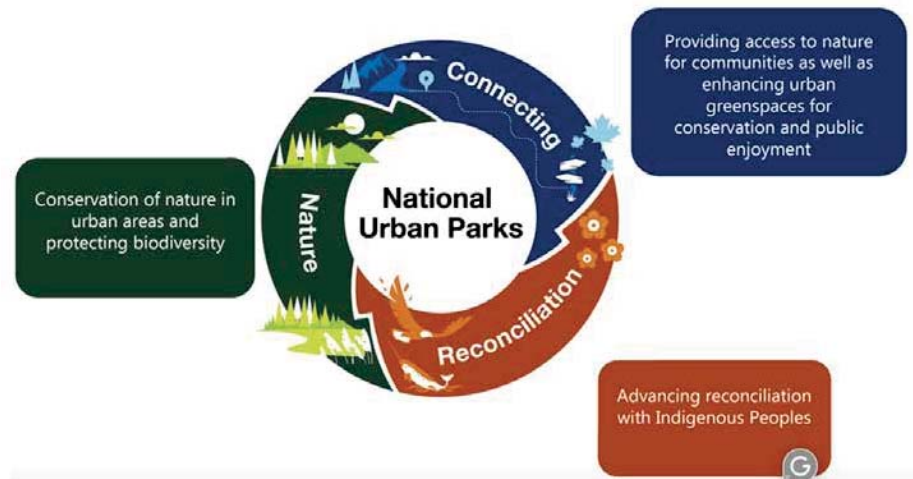 Connecting
Providing access to nature
for communities as well as
enhancing urban
greenspaces for
conservation and public
enjoyment
National
Urban Parks
Nature
Conservation of nature in
urban areas and
protecting biodiversity
Reconciliation
Advancing reconciliation
with Indigenous Peoples
G